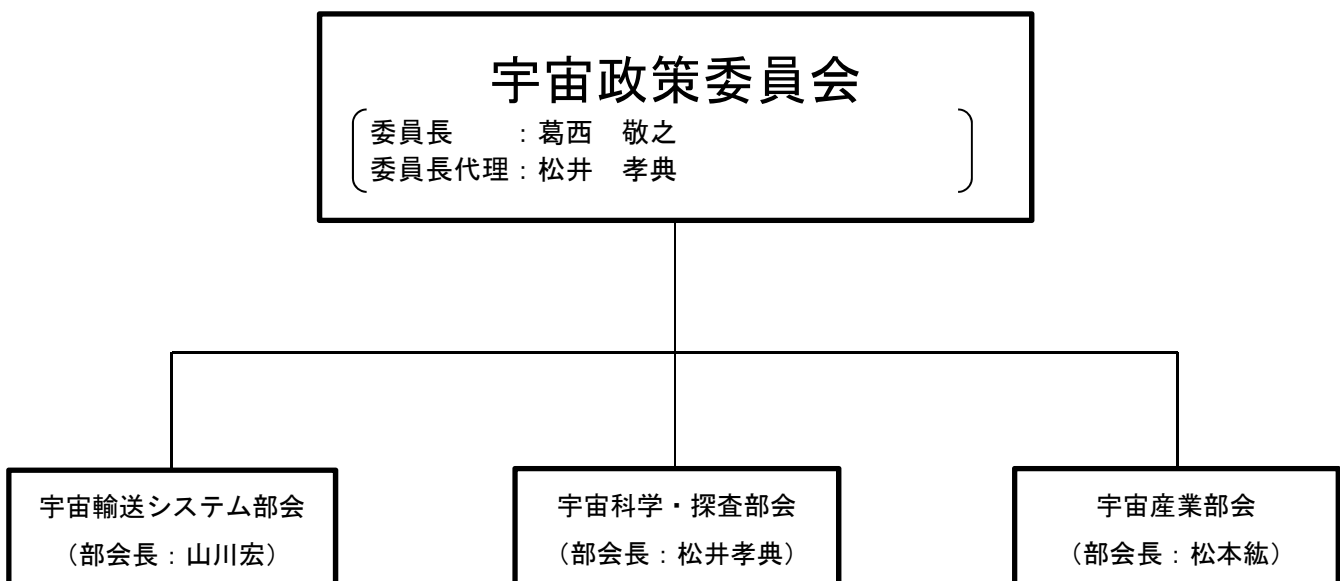 宇宙政策委員会
委員長　　：葛西　敬之
委員長代理：松井　孝典
宇宙輸送システム部会
（部会長：山川宏）
宇宙科学・探査部会
（部会長：松井孝典）
宇宙産業部会
（部会長：松本紘）